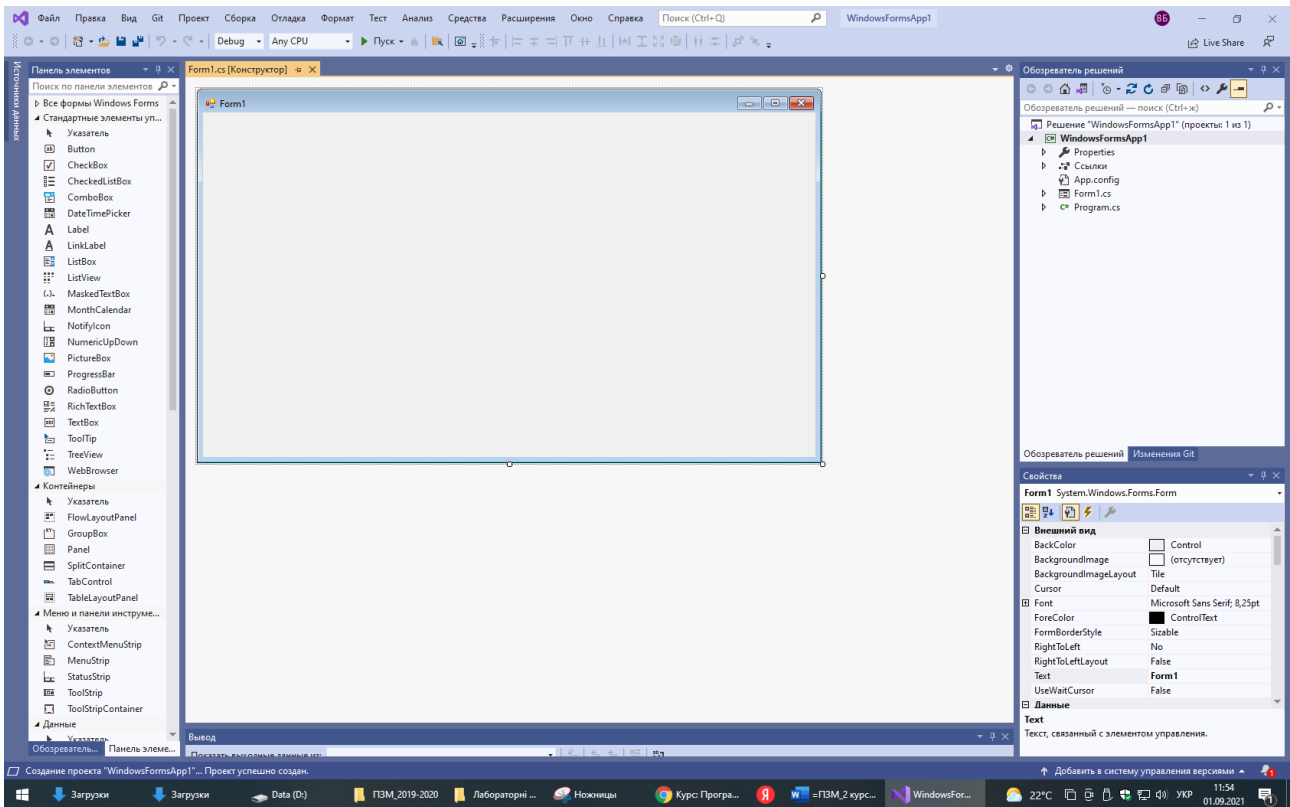 Файл Правка Вид Git Проект Сборка Отладка Формат Тест Анализ Средства Расширения Окно Справка Поиск (Ctrl+Q) WindowsFormsApp1 ВБ
Debug Any CPU Пуск Live Share
Источники данных
Панель элементов
Поиск по панели элементов
Все формы Windows Forms
Стандартные элементы уп...
Указатель
Button
CheckBox
CheckedListBox
ComboBox
DateTimePicker
Label
LinkLabel
ListBox
ListView
MaskedTextBox
MonthCalendar
NotifyIcon
NumericUpDown
PictureBox
ProgressBar
RadioButton
RichTextBox
TextBox
ToolTip
TreeView
WebBrowser
Контейнеры
Указатель
FlowLayoutPanel
GroupBox
Panel
SplitContainer
TabControl
TableLayoutPanel
Меню и панели инструме...
Указатель
ContextMenuStrip
MenuStrip
StatusStrip
ToolStrip
ToolStripContainer
Данные
Указатель
Обозреватель... Панель элеме...
Form1.cs [Конструктор]
Form1
Вывод
Показать выходные данные из:
Обозреватель решений
Обозреватель решений — поиск (Ctrl+ж)
Решение "WindowsFormsApp1" (проекты: 1 из 1)
WindowsFormsApp1
Properties
Ссылки
App.config
Form1.cs
Program.cs
Обозреватель решений Изменения Git
Свойства
Form1 System.Windows.Forms.Form
Внешний вид
BackColor Control
BackgroundImage (отсутствует)
BackgroundImageLayout Tile
Cursor Default
Font Microsoft Sans Serif; 8,25pt
ForeColor ControlText
FormBorderStyle Sizable
RightToLeft No
RightToLeftLayout False
Text Form1
UseWaitCursor False
Данные
Text
Текст, связанный с элементом управления.
Создание проекта "WindowsFormsApp1"... Проект успешно создан. Добавить в систему управления версиями 1
Загрузки Загрузки Data (D:) ПЗМ_2019-2020 Лабораторні ... Ножницы Курс: Програ... =ПЗМ_2 курс... WindowsFor... 22°C УКР 11:54
01.09.2021